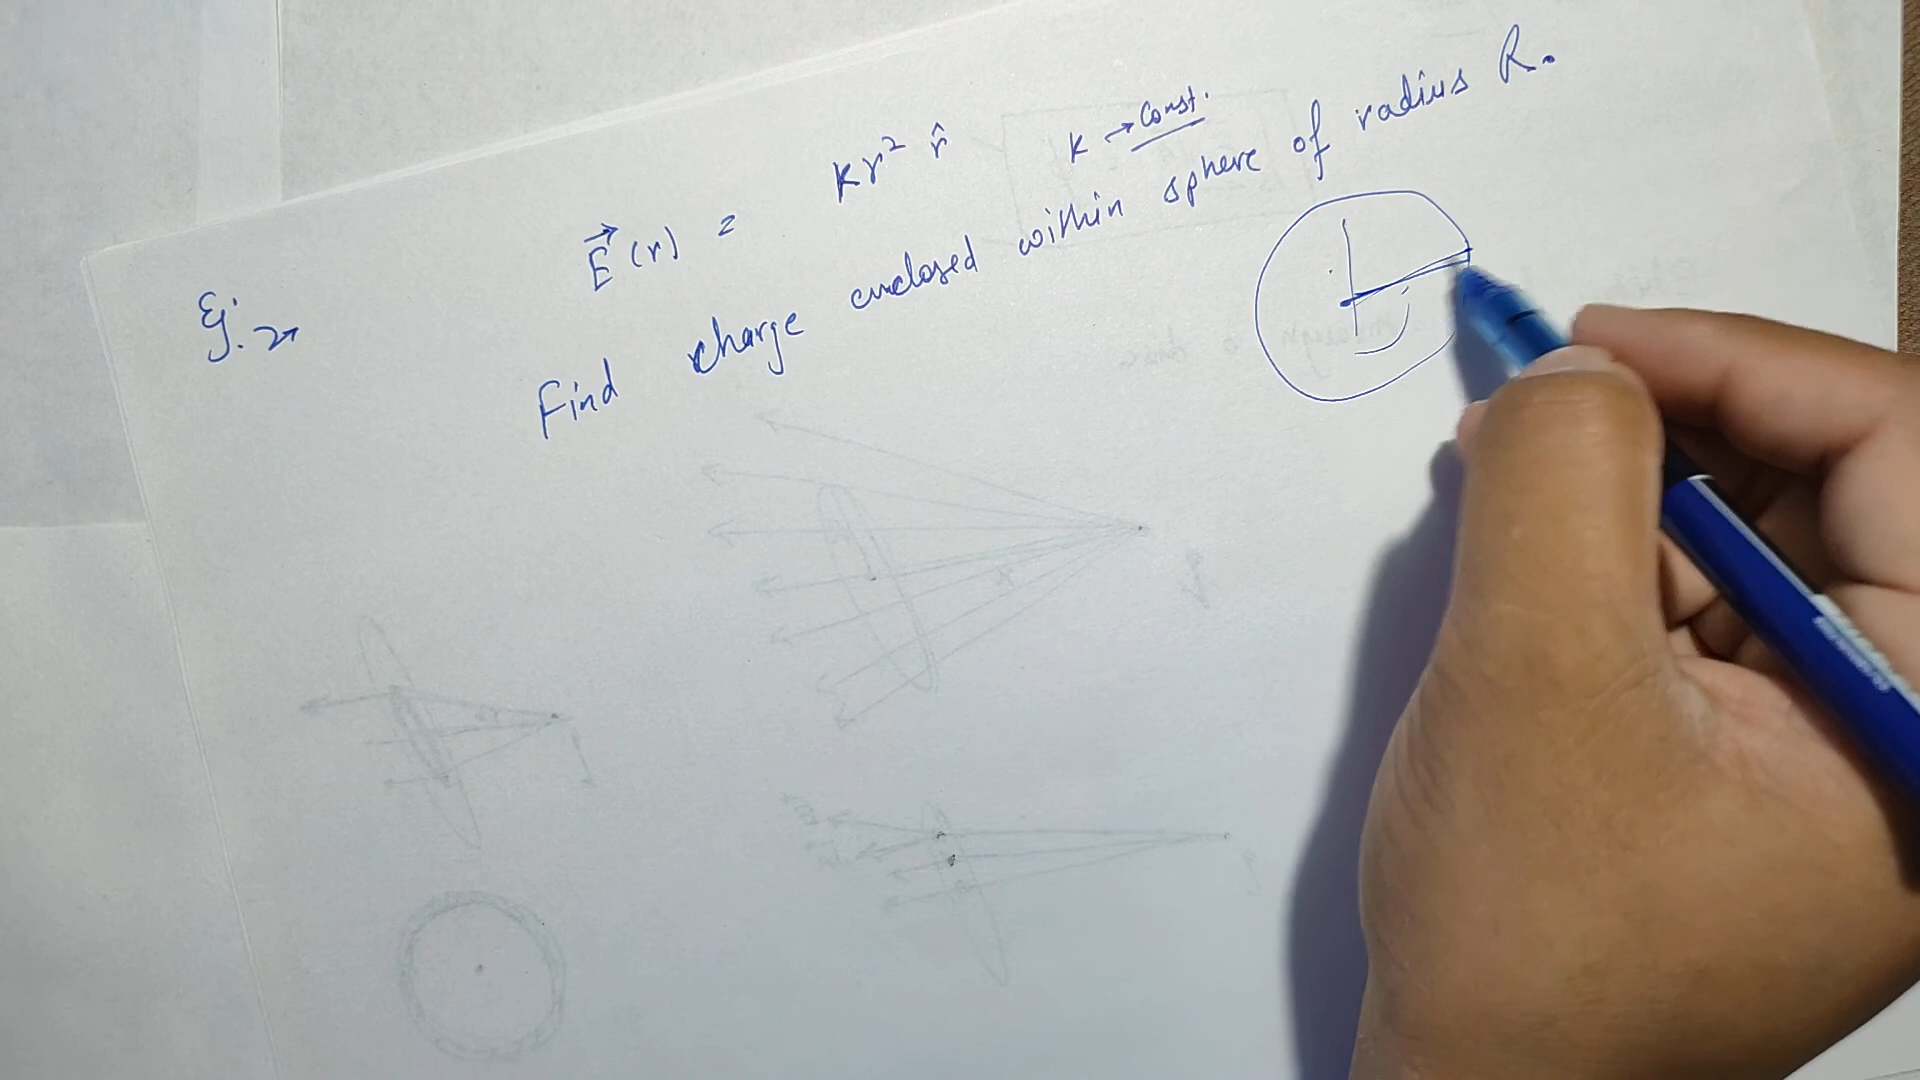 Eg:
E⃗ (r) = kr² r̂   k → Const.
Find charge enclosed within sphere of radius R.